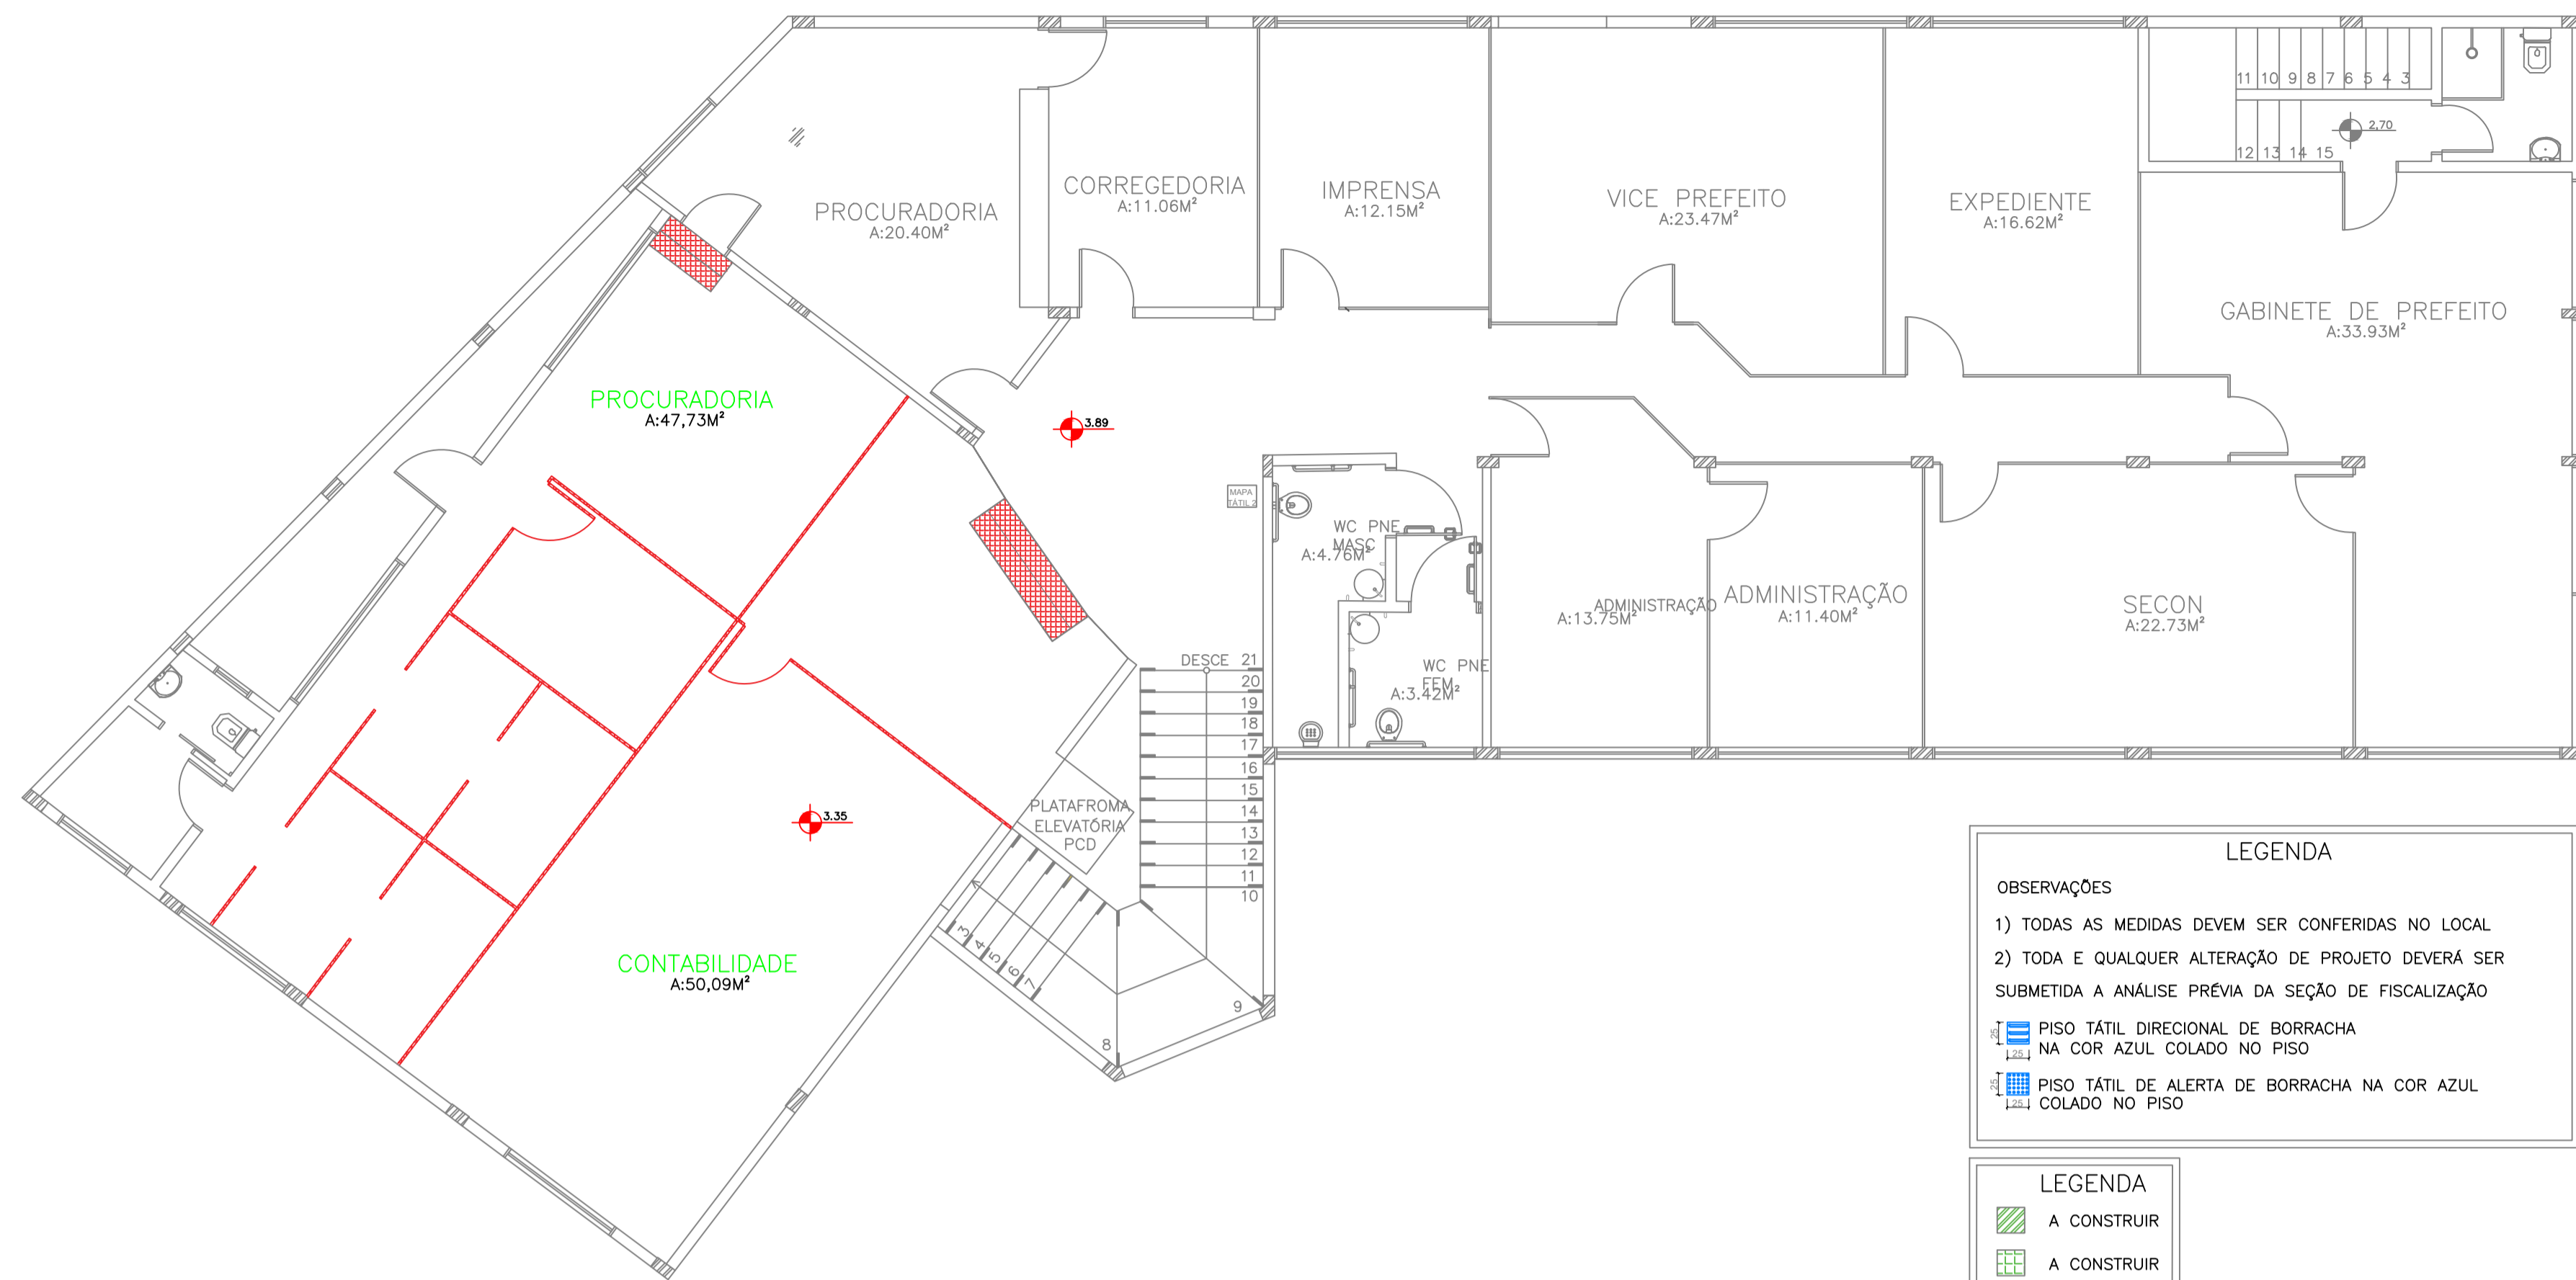 11 10 9 8 7 6 5 4 3
2,70
12 13 14 15
CORREGEDORIA
A:11.06M²
IMPRENSA
A:12.15M²
VICE PREFEITO
A:23.47M²
EXPEDIENTE
A:16.62M²
PROCURADORIA
A:20.40M²
GABINETE DE PREFEITO
A:33.93M²
PROCURADORIA
A:47,73M²
3.89
MAPA
TÁTIL 2
WC PNE
MASC
A:4.76M²
ADMINISTRAÇÃO
A:13.75M²
ADMINISTRAÇÃO
A:11.40M²
SECON
A:22.73M²
WC PNE
FEM
A:3.42M²
DESCE 21
20
19
18
17
16
15
14
13
12
11
10
9
8
7
6
5
4
3
PLATAFROMA
ELEVATÓRIA
PCD
3.35
CONTABILIDADE
A:50,09M²
LEGENDA
OBSERVAÇÕES
1) TODAS AS MEDIDAS DEVEM SER CONFERIDAS NO LOCAL
2) TODA E QUALQUER ALTERAÇÃO DE PROJETO DEVERÁ SER
SUBMETIDA A ANÁLISE PRÉVIA DA SEÇÃO DE FISCALIZAÇÃO
25
25
PISO TÁTIL DIRECIONAL DE BORRACHA
NA COR AZUL COLADO NO PISO
25
25
PISO TÁTIL DE ALERTA DE BORRACHA NA COR AZUL
COLADO NO PISO
LEGENDA
A CONSTRUIR
A CONSTRUIR